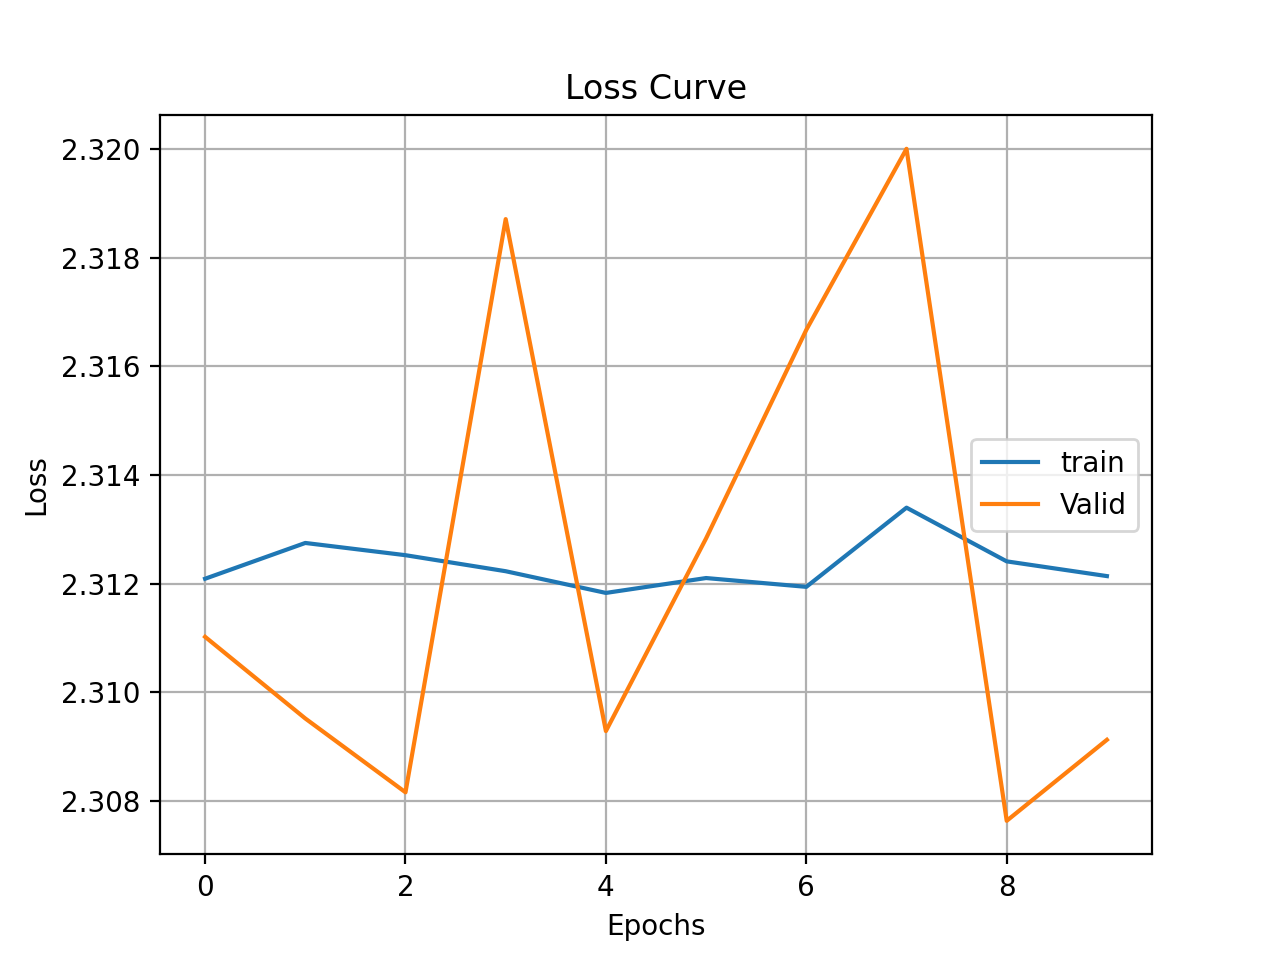 Loss Curve
2.320
2.318
2.316
2.314
2.312
2.310
2.308
Loss
train
Valid
0 2 4 6 8
Epochs